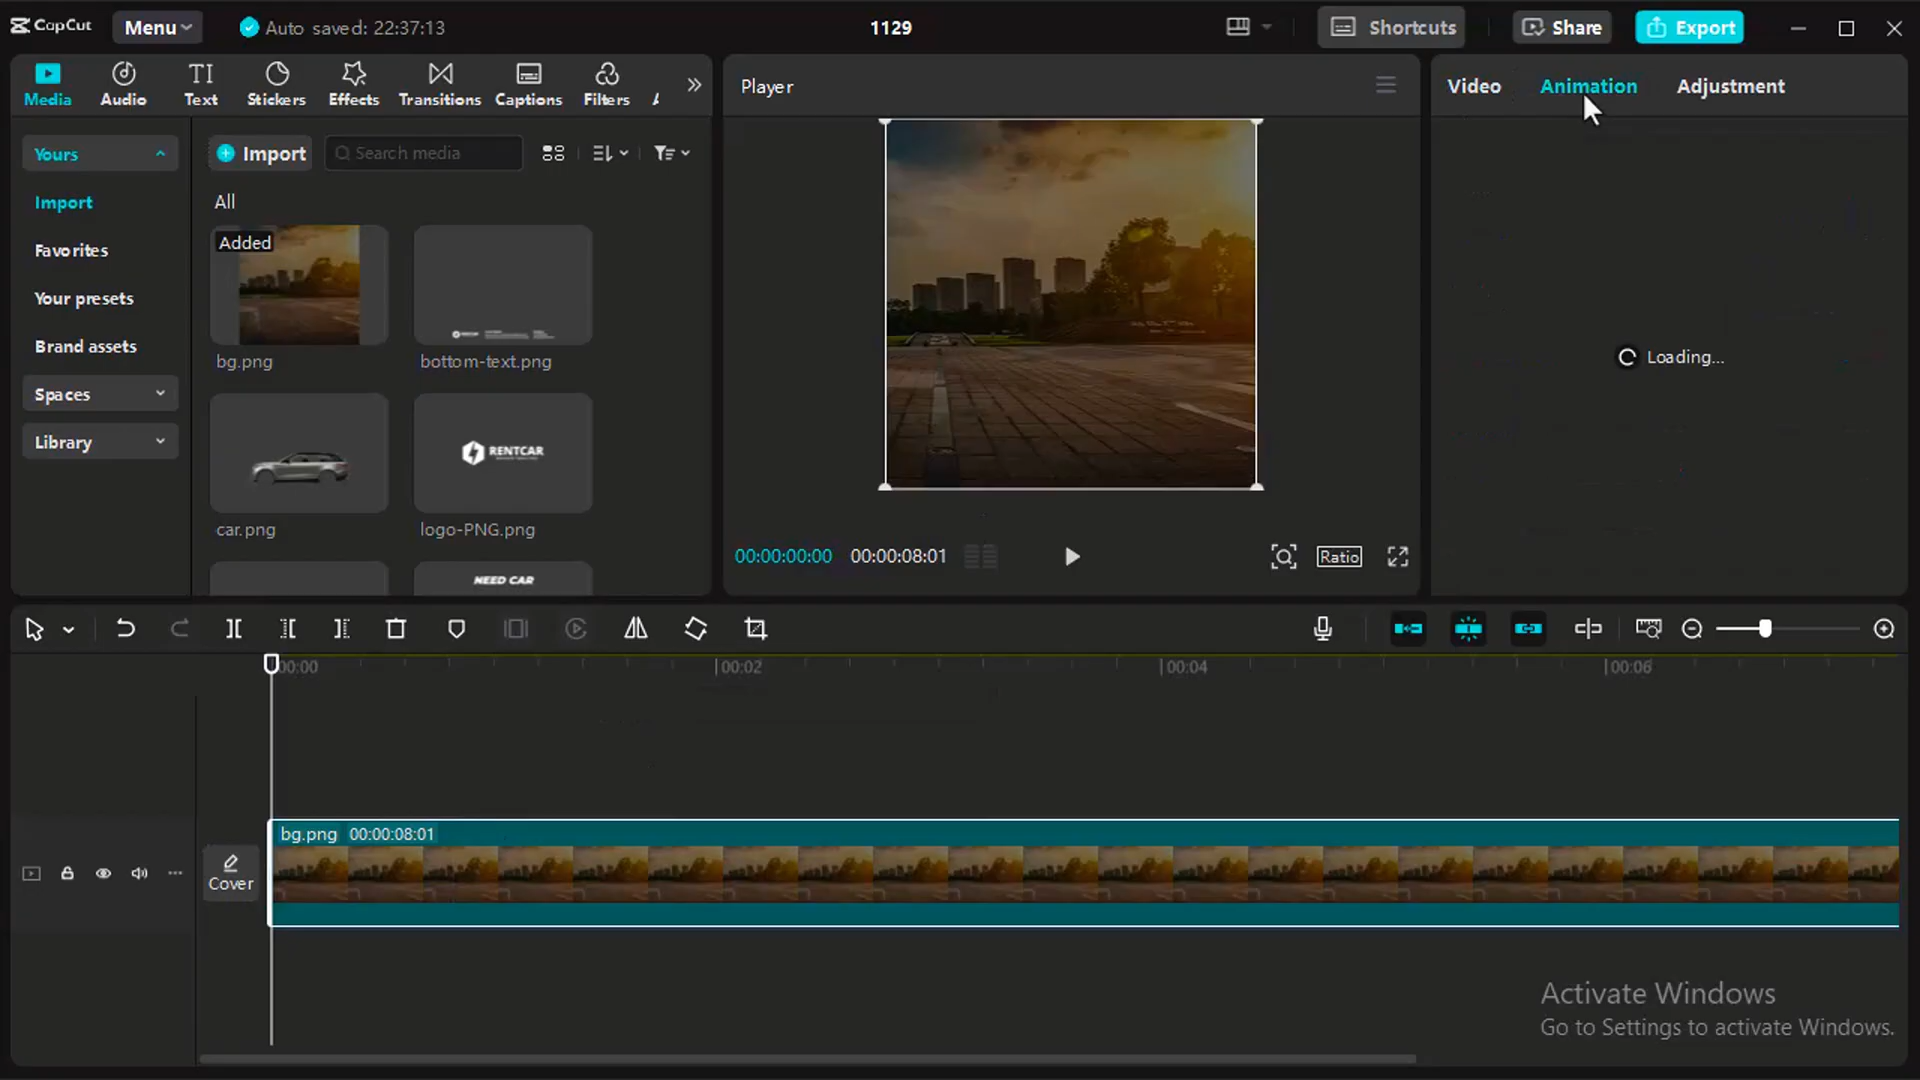 CapCut
Menu
Auto saved: 22:37:13
1129
Shortcuts
Share
Export
Media
Audio
Text
Stickers
Effects
Transitions
Captions
Filters
Player
Video
Animation
Adjustment
Yours
Import
Search media
Import
All
Favorites
Added
Your presets
Brand assets
bg.png
bottom-text.png
Loading...
Spaces
Library
RENTCAR
car.png
logo-PNG.png
NEED CAR
00:00:00:00
00:00:08:01
Ratio
00:00
00:02
00:04
00:06
bg.png 00:00:08:01
Cover
Activate Windows
Go to Settings to activate Windows.